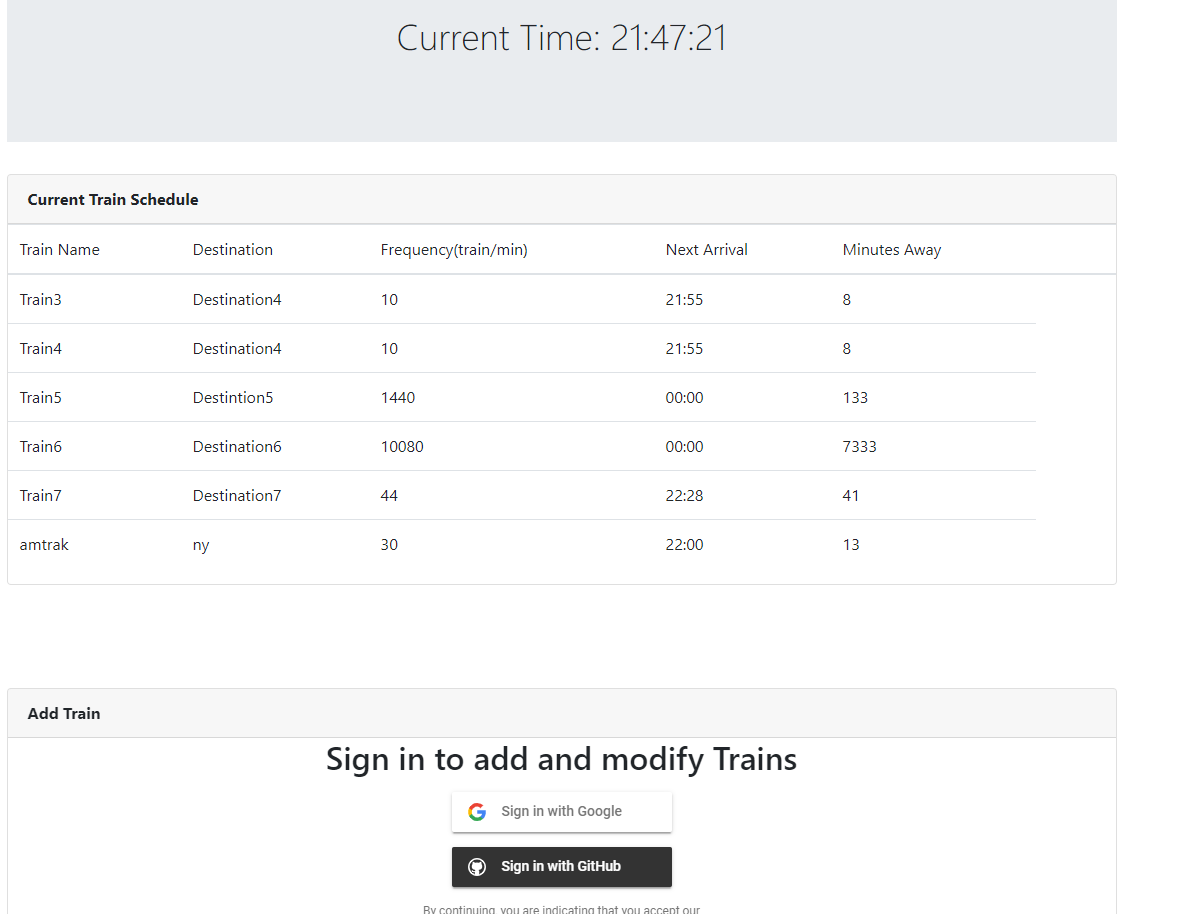 Current Time: 21:47:21
Current Train Schedule
Train Name Destination Frequency(train/min) Next Arrival Minutes Away
Train3 Destination4 10 21:55 8
Train4 Destination4 10 21:55 8
Train5 Destintion5 1440 00:00 133
Train6 Destination6 10080 00:00 7333
Train7 Destination7 44 22:28 41
amtrak ny 30 22:00 13
Add Train
Sign in to add and modify Trains
Sign in with Google
Sign in with GitHub
By continuing, you are indicating that you accept our